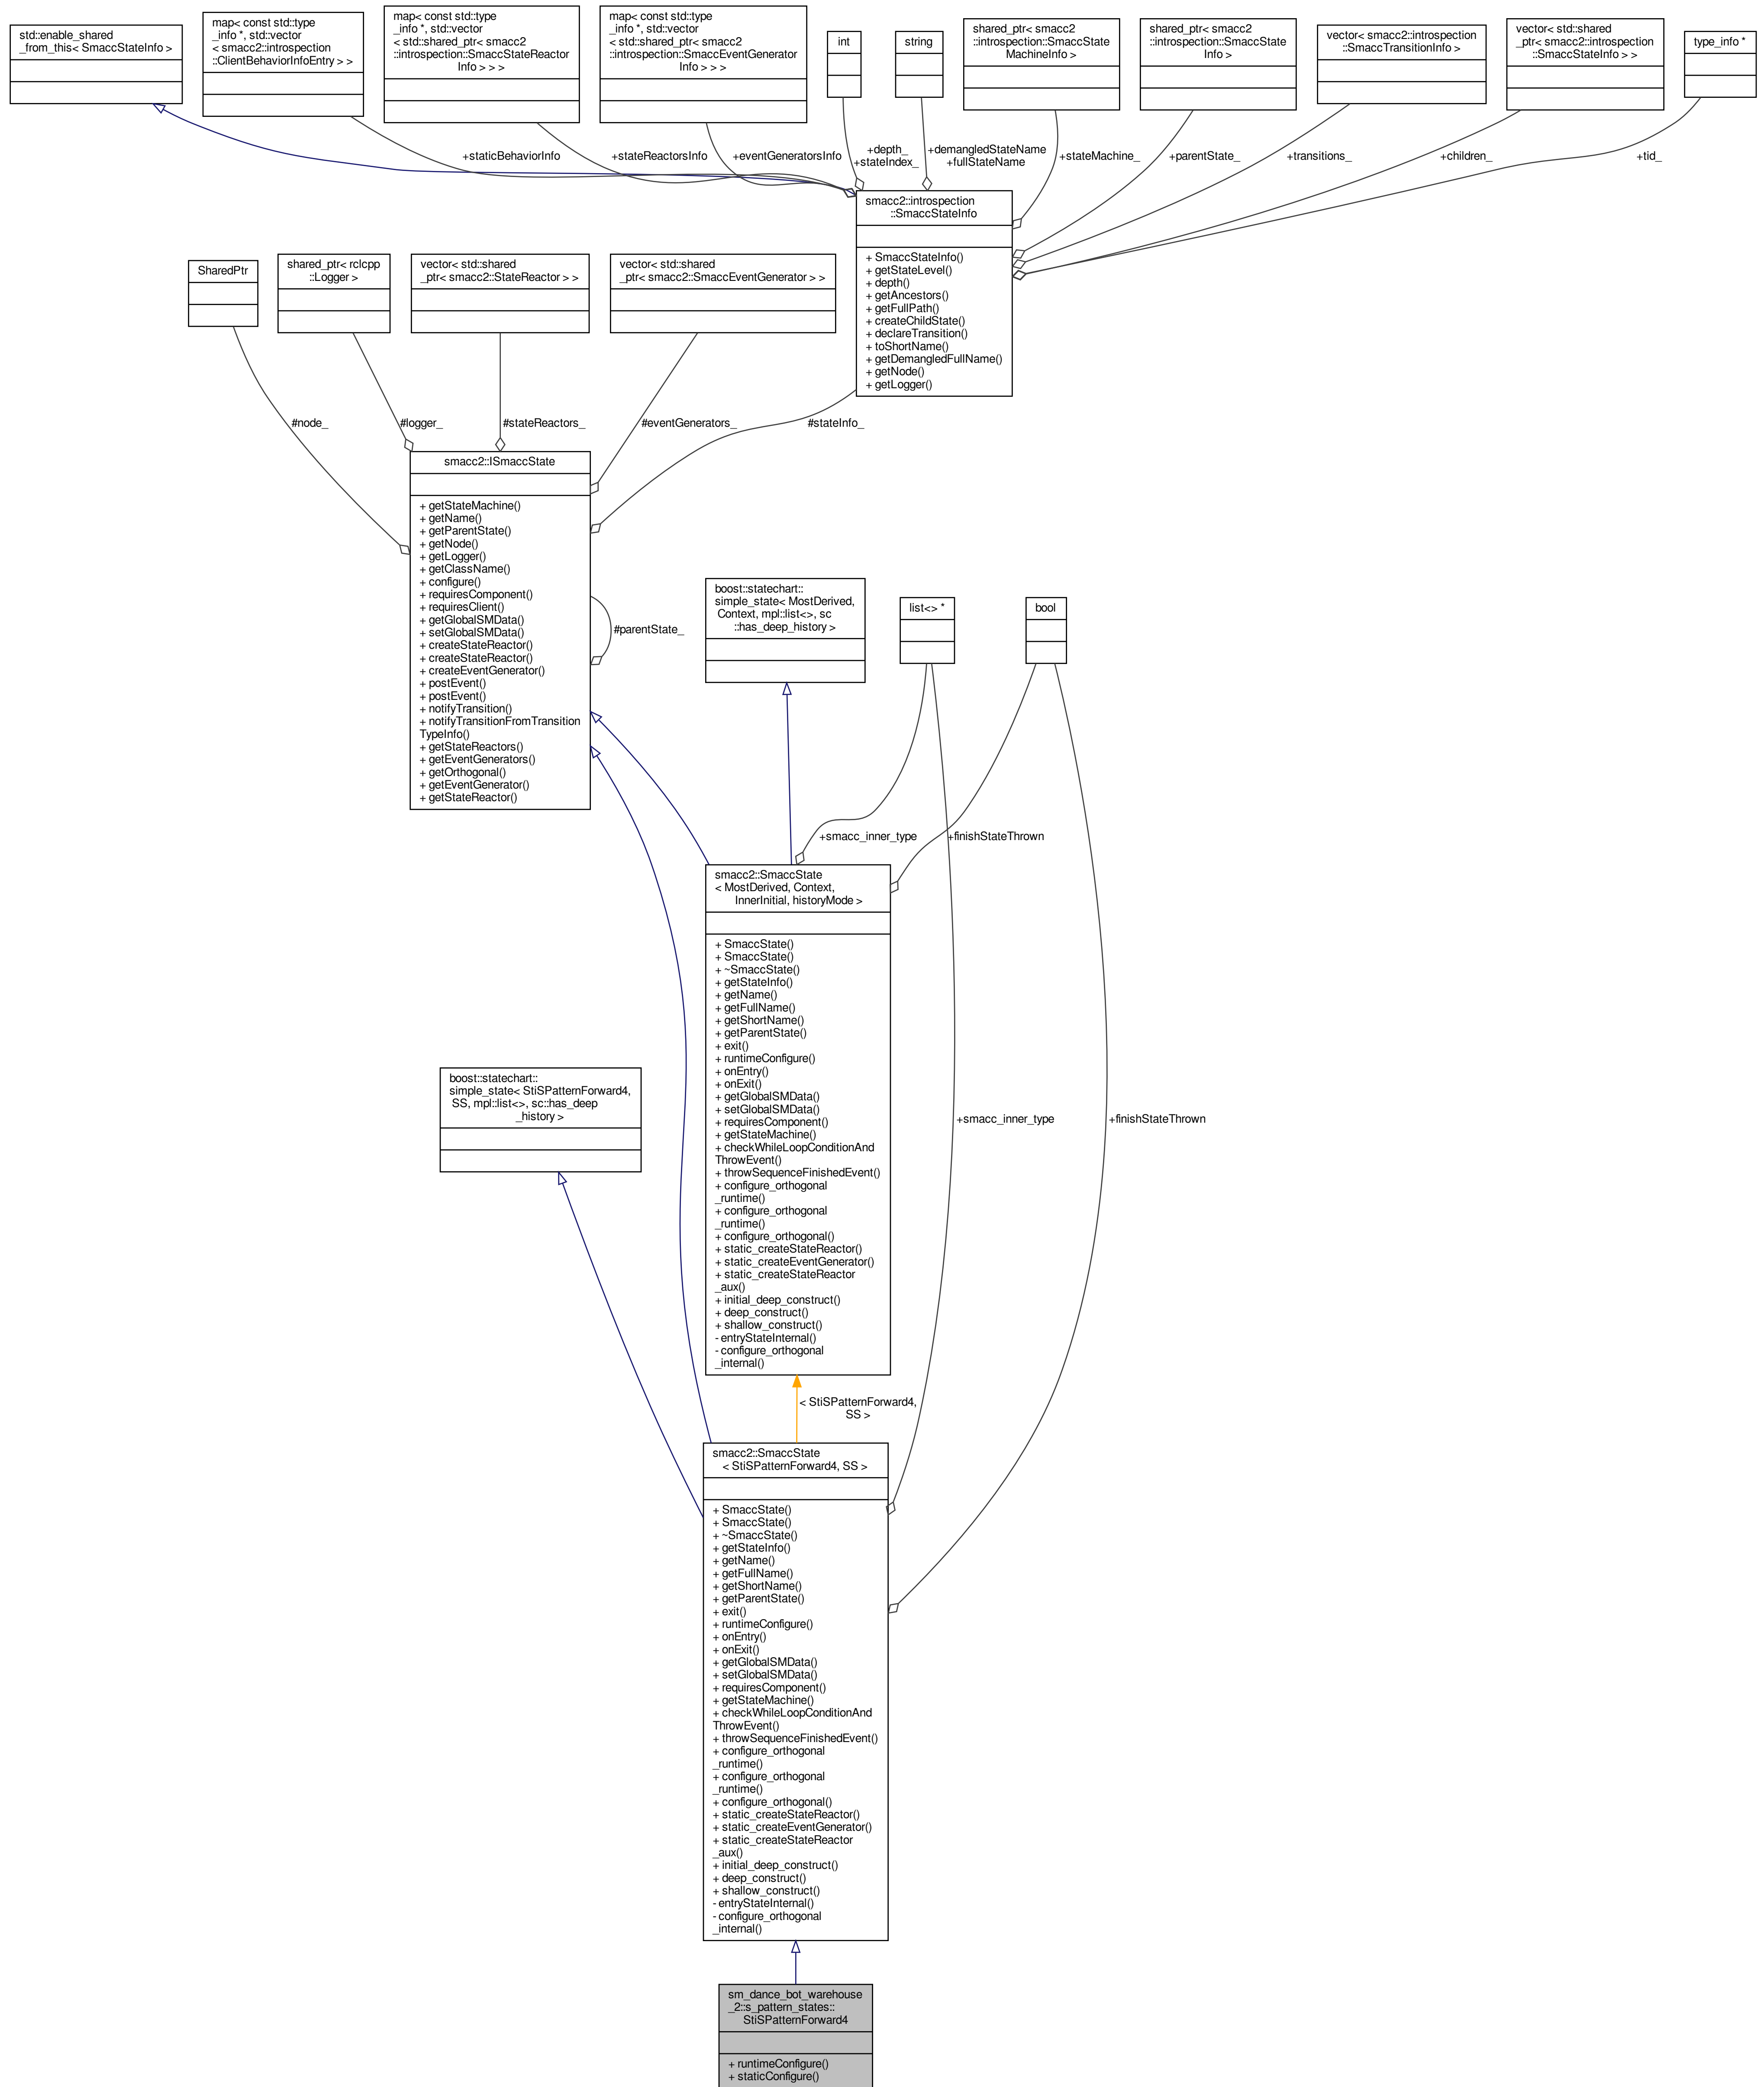 std::enable_shared
_from_this< SmaccStateInfo >
map< const std::type
_info *, std::vector
< smacc2::introspection
::ClientBehaviorInfoEntry > >
map< const std::type
_info *, std::vector
< std::shared_ptr< smacc2
::introspection::SmaccStateReactor
Info > > >
map< const std::type
_info *, std::vector
< std::shared_ptr< smacc2
::introspection::SmaccEventGenerator
Info > > >
int
string
shared_ptr< smacc2
::introspection::SmaccState
MachineInfo >
shared_ptr< smacc2
::introspection::SmaccState
Info >
vector< smacc2::introspection
::SmaccTransitionInfo >
vector< std::shared
_ptr< smacc2::introspection
::SmaccStateInfo > >
type_info *
+staticBehaviorInfo
+stateReactorsInfo
+eventGeneratorsInfo
+depth_
+stateIndex_
+demangledStateName
+fullStateName
+stateMachine_
+parentState_
+transitions_
+children_
+tid_
smacc2::introspection
::SmaccStateInfo
+ SmaccStateInfo()
+ getStateLevel()
+ depth()
+ getAncestors()
+ getFullPath()
+ createChildState()
+ declareTransition()
+ toShortName()
+ getDemangledFullName()
+ getNode()
+ getLogger()
SharedPtr
shared_ptr< rclcpp
::Logger >
vector< std::shared
_ptr< smacc2::StateReactor > >
vector< std::shared
_ptr< smacc2::SmaccEventGenerator > >
#node_
#logger_
#stateReactors_
#eventGenerators_
#stateInfo_
smacc2::ISmaccState
+ getStateMachine()
+ getName()
+ getParentState()
+ getNode()
+ getLogger()
+ getClassName()
+ configure()
+ requiresComponent()
+ requiresClient()
+ getGlobalSMData()
+ setGlobalSMData()
+ createStateReactor()
+ createStateReactor()
+ createEventGenerator()
+ postEvent()
+ postEvent()
+ notifyTransition()
+ notifyTransitionFromTransition
TypeInfo()
+ getStateReactors()
+ getEventGenerators()
+ getOrthogonal()
+ getEventGenerator()
+ getStateReactor()
#parentState_
boost::statechart::
simple_state< MostDerived,
Context, mpl::list<>, sc
::has_deep_history >
list<> *
bool
+smacc_inner_type
+finishStateThrown
smacc2::SmaccState
< MostDerived, Context,
InnerInitial, historyMode >
+ SmaccState()
+ SmaccState()
+ ~SmaccState()
+ getStateInfo()
+ getName()
+ getFullName()
+ getShortName()
+ getParentState()
+ exit()
+ runtimeConfigure()
+ onEntry()
+ onExit()
+ getGlobalSMData()
+ setGlobalSMData()
+ requiresComponent()
+ getStateMachine()
+ checkWhileLoopConditionAnd
ThrowEvent()
+ throwSequenceFinishedEvent()
+ configure_orthogonal
_runtime()
+ configure_orthogonal
_runtime()
+ configure_orthogonal()
+ static_createStateReactor()
+ static_createEventGenerator()
+ static_createStateReactor
_aux()
+ initial_deep_construct()
+ deep_construct()
+ shallow_construct()
- entryStateInternal()
- configure_orthogonal
_internal()
boost::statechart::
simple_state< StiSPatternForward4,
SS, mpl::list<>, sc::has_deep
_history >
+smacc_inner_type
+finishStateThrown
< StiSPatternForward4,
SS >
smacc2::SmaccState
< StiSPatternForward4, SS >
+ SmaccState()
+ SmaccState()
+ ~SmaccState()
+ getStateInfo()
+ getName()
+ getFullName()
+ getShortName()
+ getParentState()
+ exit()
+ runtimeConfigure()
+ onEntry()
+ onExit()
+ getGlobalSMData()
+ setGlobalSMData()
+ requiresComponent()
+ getStateMachine()
+ checkWhileLoopConditionAnd
ThrowEvent()
+ throwSequenceFinishedEvent()
+ configure_orthogonal
_runtime()
+ configure_orthogonal
_runtime()
+ configure_orthogonal()
+ static_createStateReactor()
+ static_createEventGenerator()
+ static_createStateReactor
_aux()
+ initial_deep_construct()
+ deep_construct()
+ shallow_construct()
- entryStateInternal()
- configure_orthogonal
_internal()
sm_dance_bot_warehouse
_2::s_pattern_states::
StiSPatternForward4
+ runtimeConfigure()
+ staticConfigure()